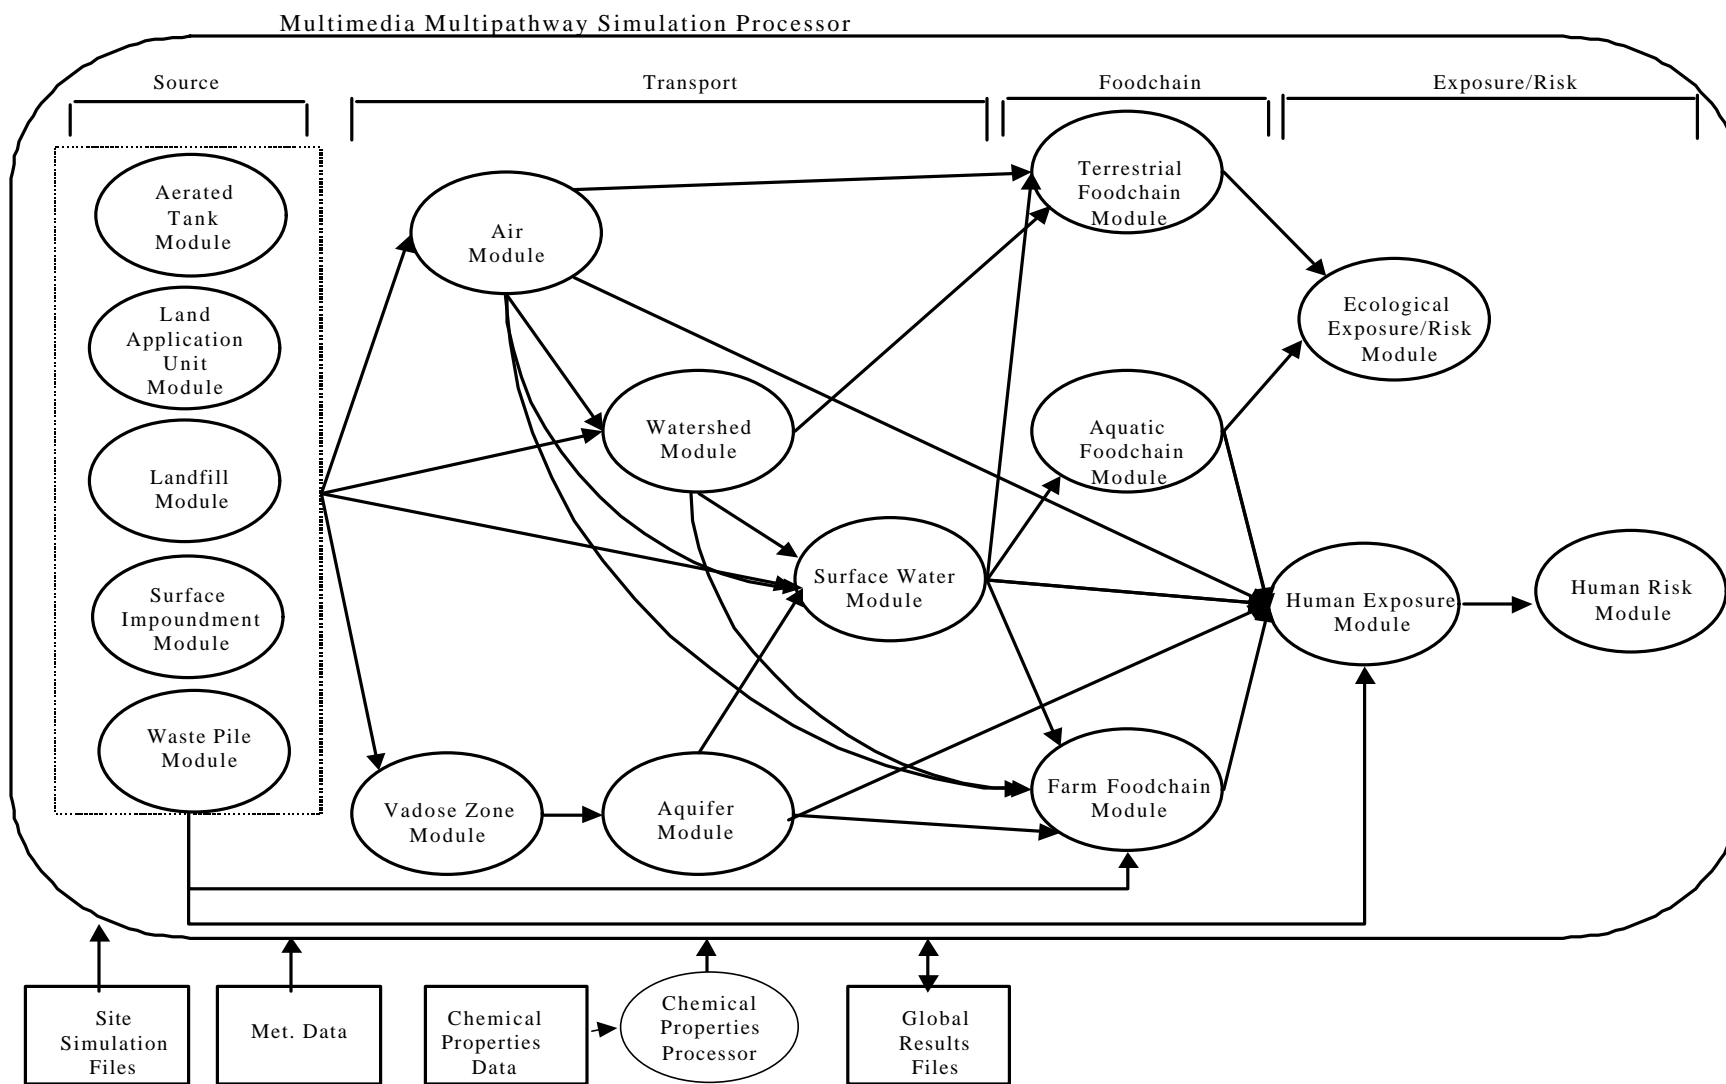 Multimedia Multipathway Simulation Processor
Source
Transport
Foodchain
Exposure/Risk
Aerated
Tank
Module
Land
Application
Unit
Module
Landfill
Module
Surface
Impoundment
Module
Waste Pile
Module
Air
Module
Watershed
Module
Surface Water
Module
Vadose Zone
Module
Aquifer
Module
Terrestrial
Foodchain
Module
Aquatic
Foodchain
Module
Farm Foodchain
Module
Ecological
Exposure/Risk
Module
Human Exposure
Module
Human Risk
Module
Site
Simulation
Files
Met. Data
Chemical
Properties
Data
Chemical
Properties
Processor
Global
Results
Files